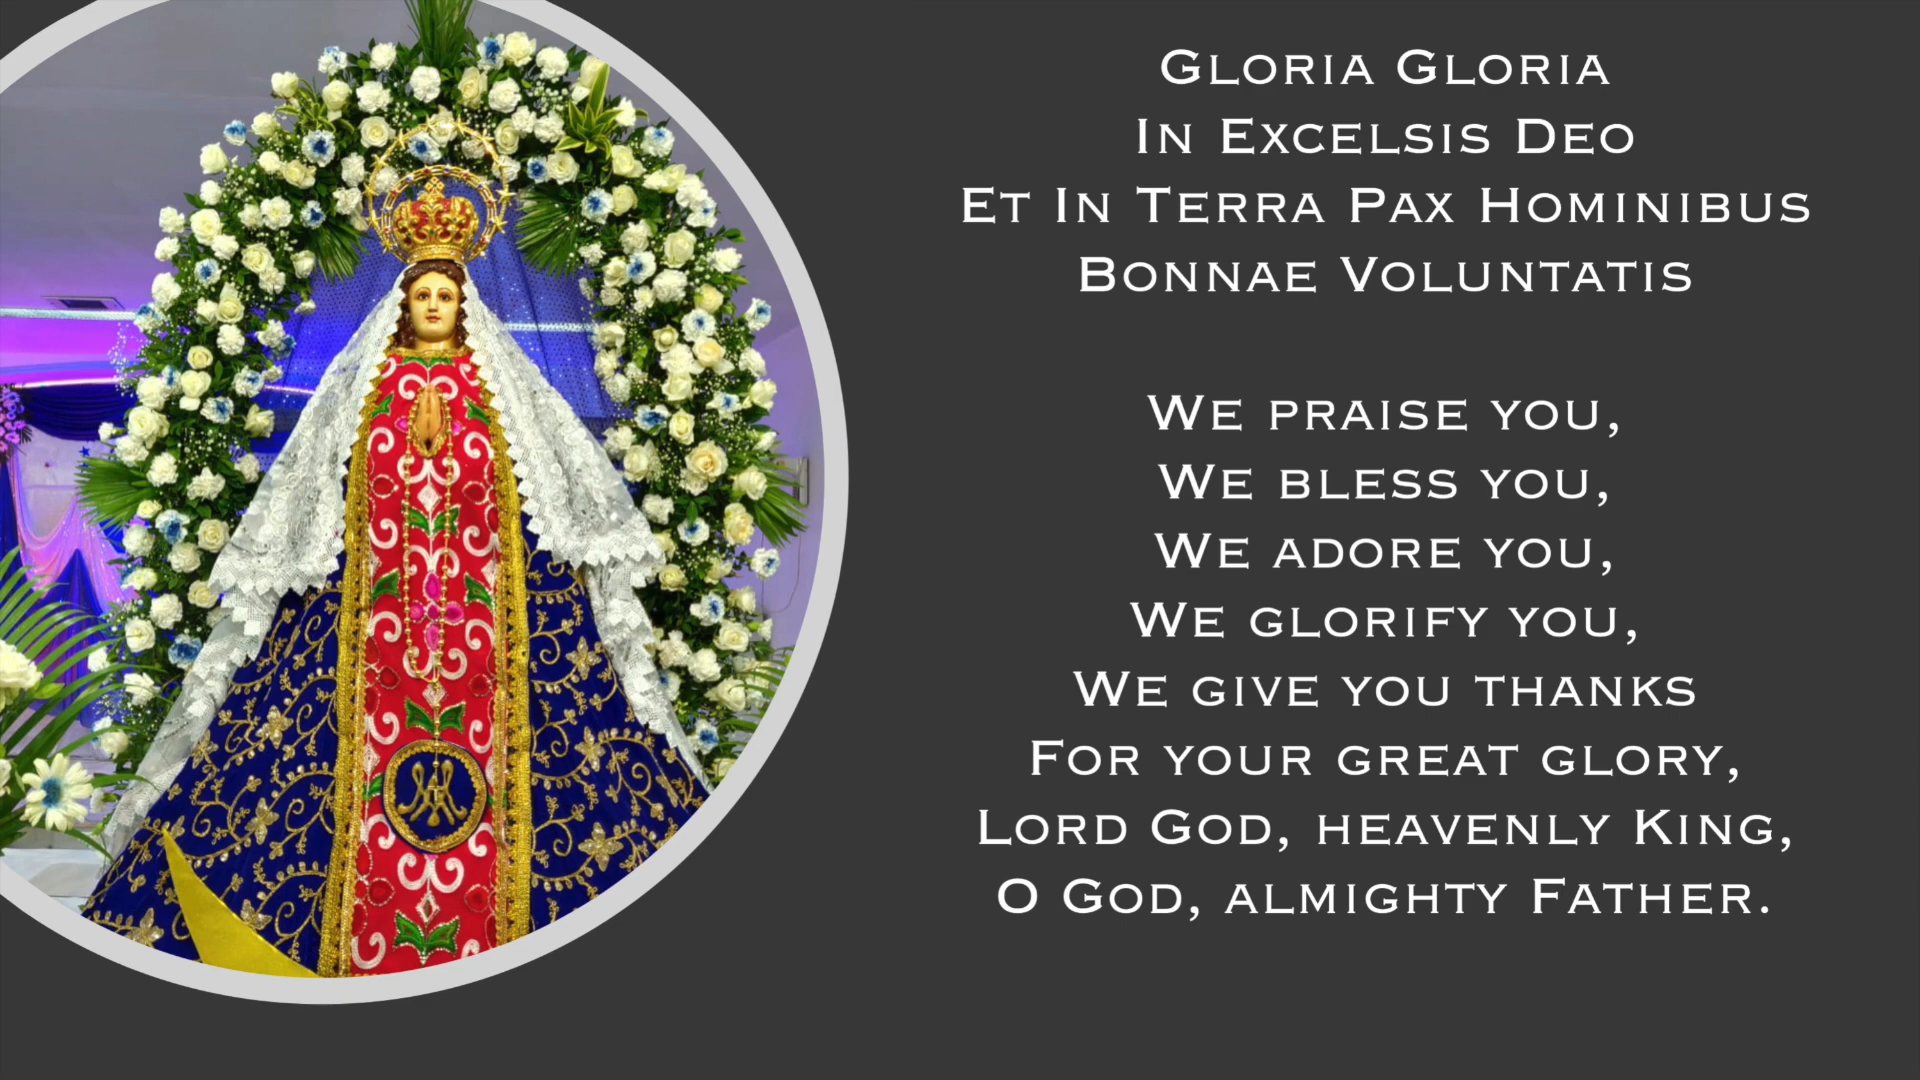 Gloria Gloria
In Excelsis Deo
Et In Terra Pax Hominibus
Bonnae Voluntatis
We praise you,
We bless you,
We adore you,
We glorify you,
We give you thanks
For your great glory,
Lord God, heavenly King,
O God, almighty Father.